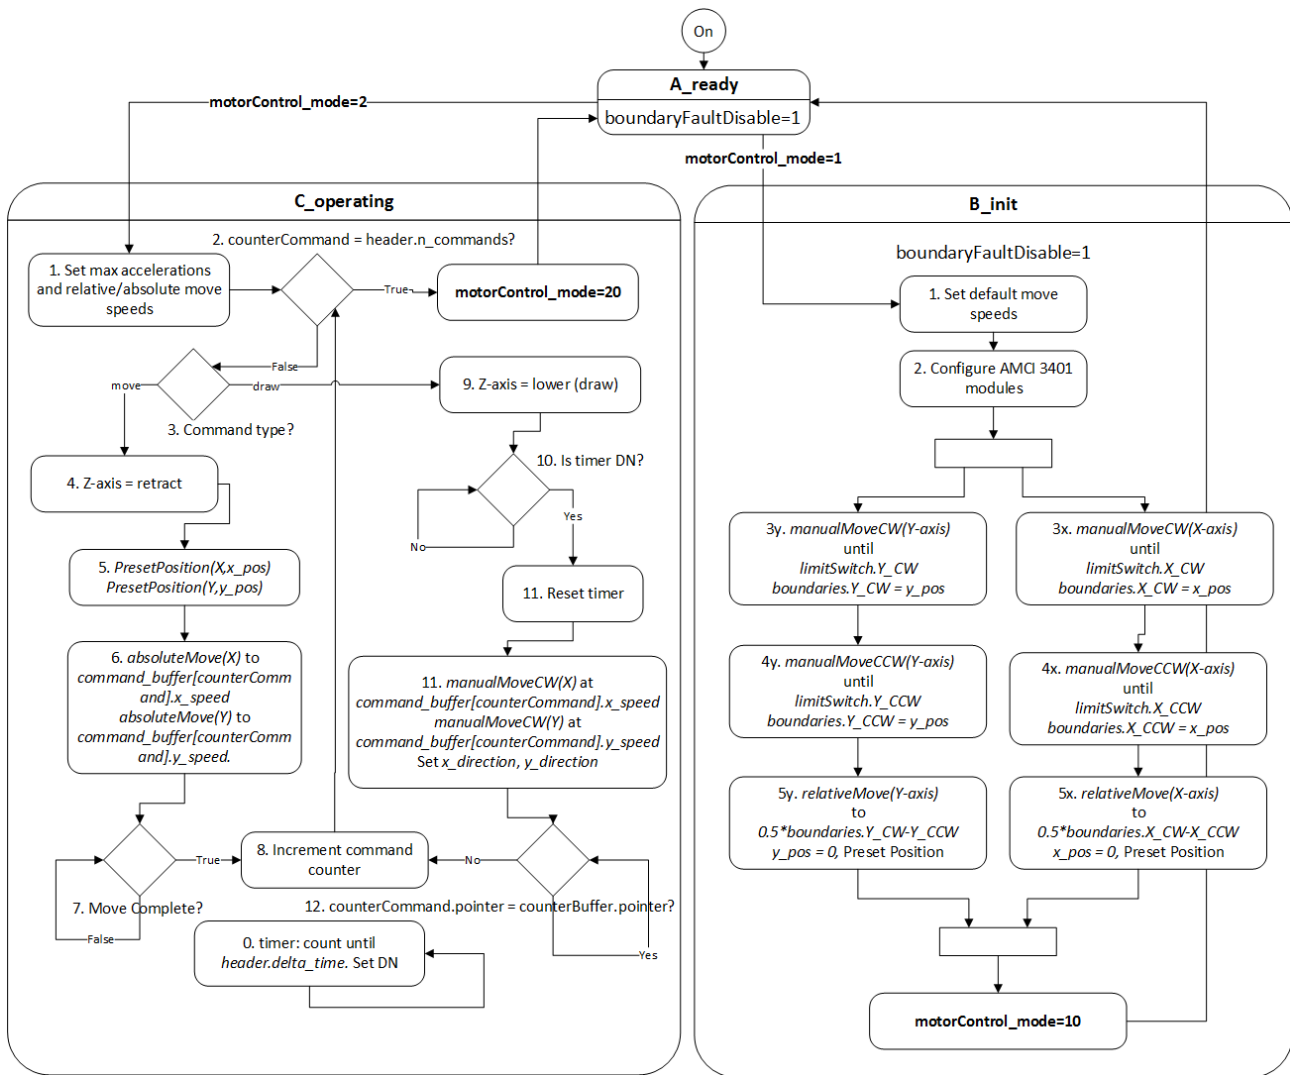 On
A_ready
boundaryFaultDisable=1
motorControl_mode=2
motorControl_mode=1
C_operating
2. counterCommand = header.n_commands?
1. Set max accelerations
and relative/absolute move
speeds
True
motorControl_mode=20
False
move
draw
3. Command type?
9. Z-axis = lower (draw)
4. Z-axis = retract
10. Is timer DN?
Yes
No
5. PresetPosition(X,x_pos)
PresetPosition(Y,y_pos)
11. Reset timer
6. absoluteMove(X) to
command_buffer[counterComm
and].x_speed
absoluteMove(Y) to
command_buffer[counterComm
and].y_speed.
11. manualMoveCW(X) at
command_buffer[counterCommand].x_speed
manualMoveCW(Y) at
command_buffer[counterCommand].y_speed
Set x_direction, y_direction
True
8. Increment command
counter
No
7. Move Complete?
12. counterCommand.pointer = counterBuffer.pointer?
False
0. timer: count until
header.delta_time. Set DN
Yes
B_init
boundaryFaultDisable=1
1. Set default move
speeds
2. Configure AMCI 3401
modules
3y. manualMoveCW(Y-axis)
until
limitSwitch.Y_CW
boundaries.Y_CW = y_pos
3x. manualMoveCW(X-axis)
until
limitSwitch.X_CW
boundaries.X_CW = x_pos
4y. manualMoveCCW(Y-axis)
until
limitSwitch.Y_CCW
boundaries.Y_CCW = y_pos
4x. manualMoveCCW(X-axis)
until
limitSwitch.X_CCW
boundaries.X_CCW = x_pos
5y. relativeMove(Y-axis)
to
0.5*boundaries.Y_CW-Y_CCW
y_pos = 0, Preset Position
5x. relativeMove(X-axis)
to
0.5*boundaries.X_CW-X_CCW
x_pos = 0, Preset Position
motorControl_mode=10